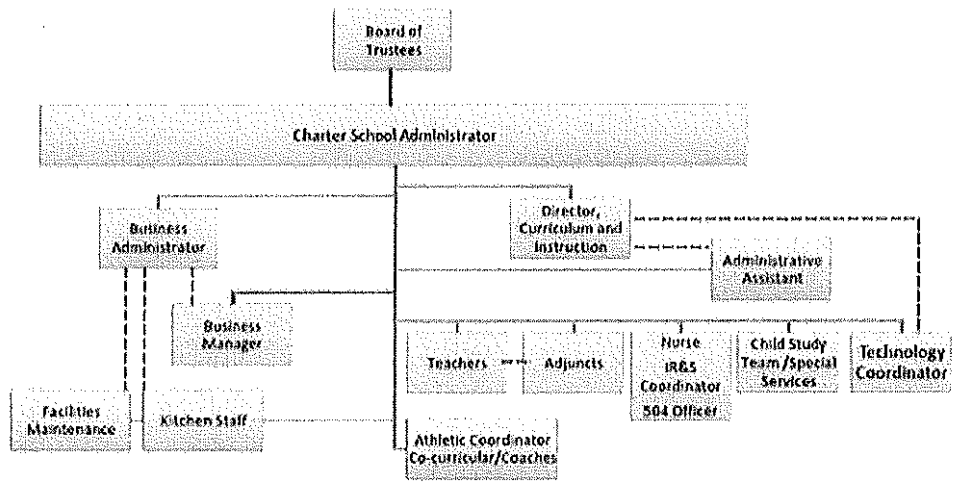 Board of
Trustees
Charter School Administrator
Business
Administrator
Director,
Curriculum and
Instruction
Administrative
Assistant
Business
Manager
Teachers
Adjuncts
Nurse
IR&S
Coordinator
504 Officer
Child Study
Team/Special
Services
Technology
Coordinator
Facilities
Maintenance
Kitchen Staff
Athletic Coordinator
Co-curricular/Coaches